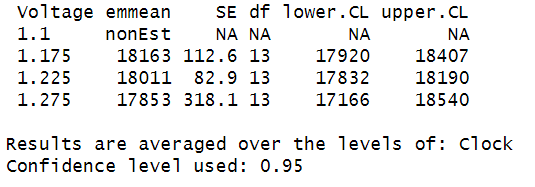 Voltage emmean SE df lower.CL upper.CL
1.1 nonEst NA NA NA NA
1.175 18163 112.6 13 17920 18407
1.225 18011 82.9 13 17832 18190
1.275 17853 318.1 13 17166 18540
Results are averaged over the levels of: Clock
Confidence level used: 0.95